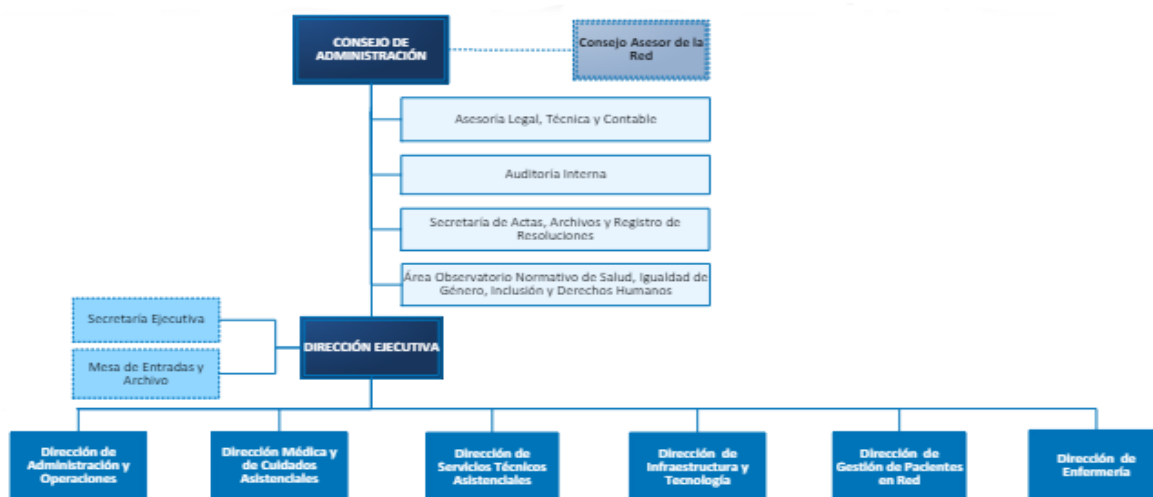 CONSEJO DE
ADMINISTRACIÓN
Consejo Asesor de la
Red
Asesoría Legal, Técnica y Contable
Auditoría Interna
Secretaría de Actas, Archivos y Registro de
Resoluciones
Área Observatorio Normativo de Salud, Igualdad de
Género, Inclusión y Derechos Humanos
Secretaría Ejecutiva
Mesa de Entradas y
Archivo
DIRECCIÓN EJECUTIVA
Dirección de
Administración y
Operaciones
Dirección Médica y
de Cuidados
Asistenciales
Dirección de
Servicios Técnicos
Asistenciales
Dirección de
Infraestructura y
Tecnología
Dirección de
Gestión de Pacientes
en Red
Dirección de
Enfermería